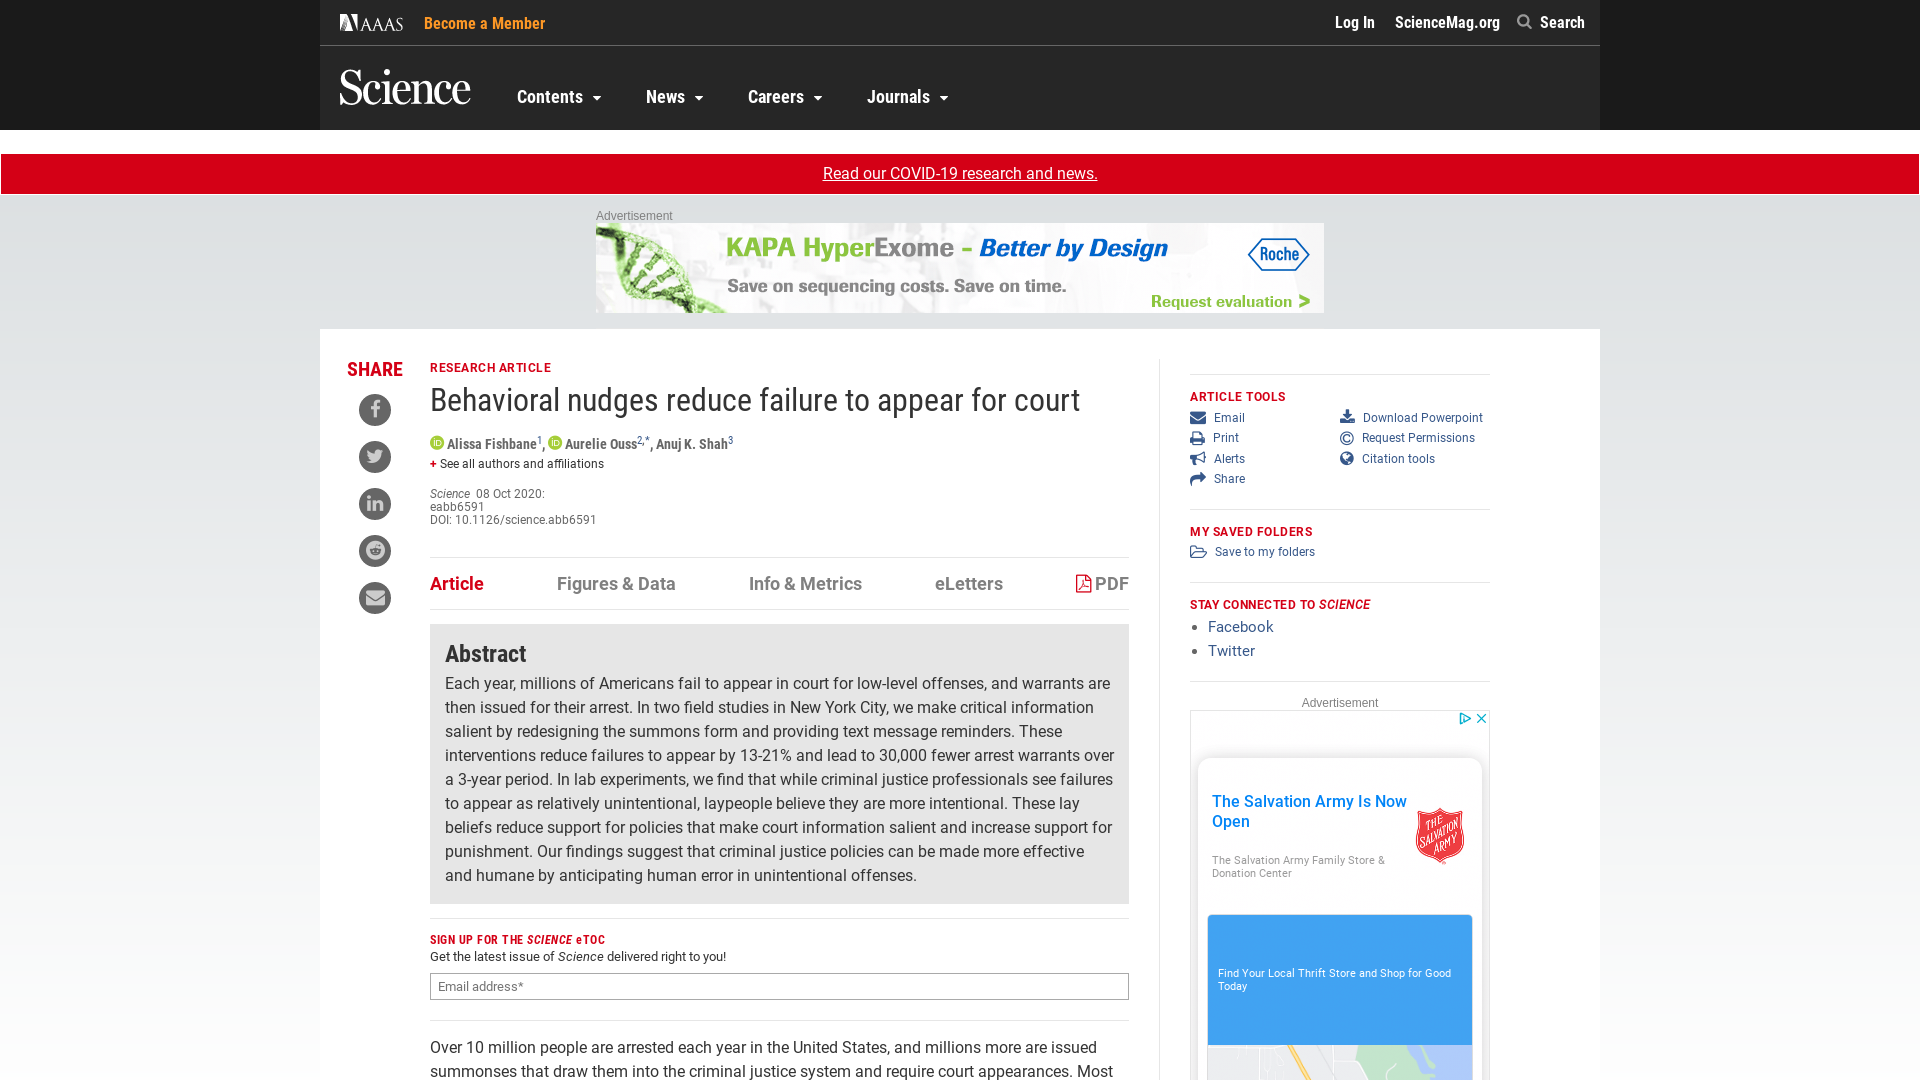 AAAS
Become a Member
Log In
ScienceMag.org
Search
Science
Contents
News
Careers
Journals
Read our COVID-19 research and news.
Advertisement
KAPA HyperExome - Better by Design
Roche
Save on sequencing costs. Save on time.
Request evaluation >
SHARE
RESEARCH ARTICLE
Behavioral nudges reduce failure to appear for court
iD Alissa Fishbane1, iD Aurelie Ouss2,*, Anuj K. Shah3
+ See all authors and affiliations
Science 08 Oct 2020:
eabb6591
DOI: 10.1126/science.abb6591
Article
Figures & Data
Info & Metrics
eLetters
PDF
Abstract
Each year, millions of Americans fail to appear in court for low-level offenses, and warrants are
then issued for their arrest. In two field studies in New York City, we make critical information
salient by redesigning the summons form and providing text message reminders. These
interventions reduce failures to appear by 13-21% and lead to 30,000 fewer arrest warrants over
a 3-year period. In lab experiments, we find that while criminal justice professionals see failures
to appear as relatively unintentional, laypeople believe they are more intentional. These lay
beliefs reduce support for policies that make court information salient and increase support for
punishment. Our findings suggest that criminal justice policies can be made more effective
and humane by anticipating human error in unintentional offenses.
SIGN UP FOR THE SCIENCE eTOC
Get the latest issue of Science delivered right to you!
Email address*
Over 10 million people are arrested each year in the United States, and millions more are issued
summonses that draw them into the criminal justice system and require court appearances. Most
ARTICLE TOOLS
Email
Download Powerpoint
Print
Request Permissions
Alerts
Citation tools
Share
MY SAVED FOLDERS
Save to my folders
STAY CONNECTED TO SCIENCE
Facebook
Twitter
Advertisement
The Salvation Army Is Now
Open
THE SALVATION ARMY
The Salvation Army Family Store &
Donation Center
Find Your Local Thrift Store and Shop for Good
Today